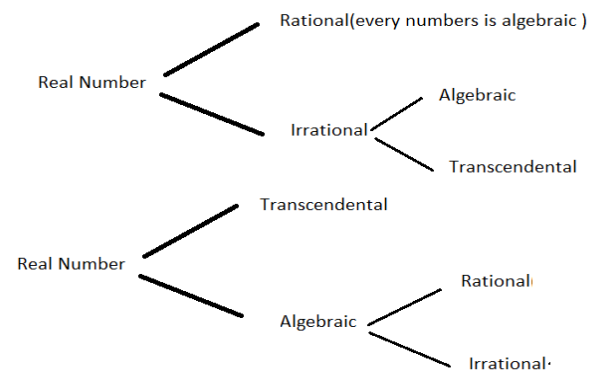 Rational(every numbers is algebraic )
Real Number
Algebraic
Irrational
Transcendental
Transcendental
Real Number
Rational(
Algebraic
Irrational·